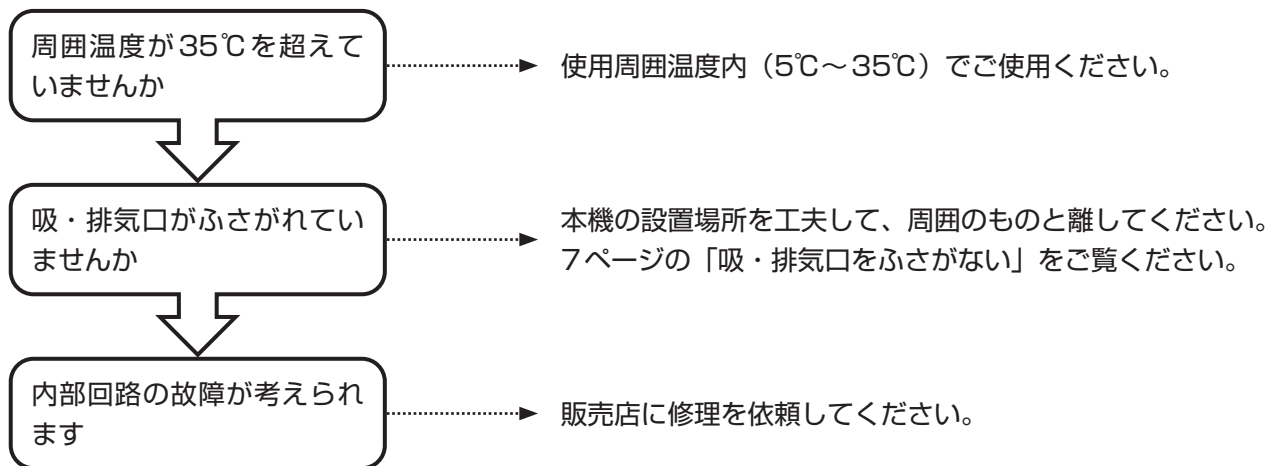 周囲温度が35℃を超えて
いませんか
使用周囲温度内（5℃～35℃）でご使用ください。
吸・排気口がふさがれてい
ませんか
本機の設置場所を工夫して、周囲のものと離してください。
7ページの「吸・排気口をふさがない」をご覧ください。
内部回路の故障が考えられ
ます
販売店に修理を依頼してください。